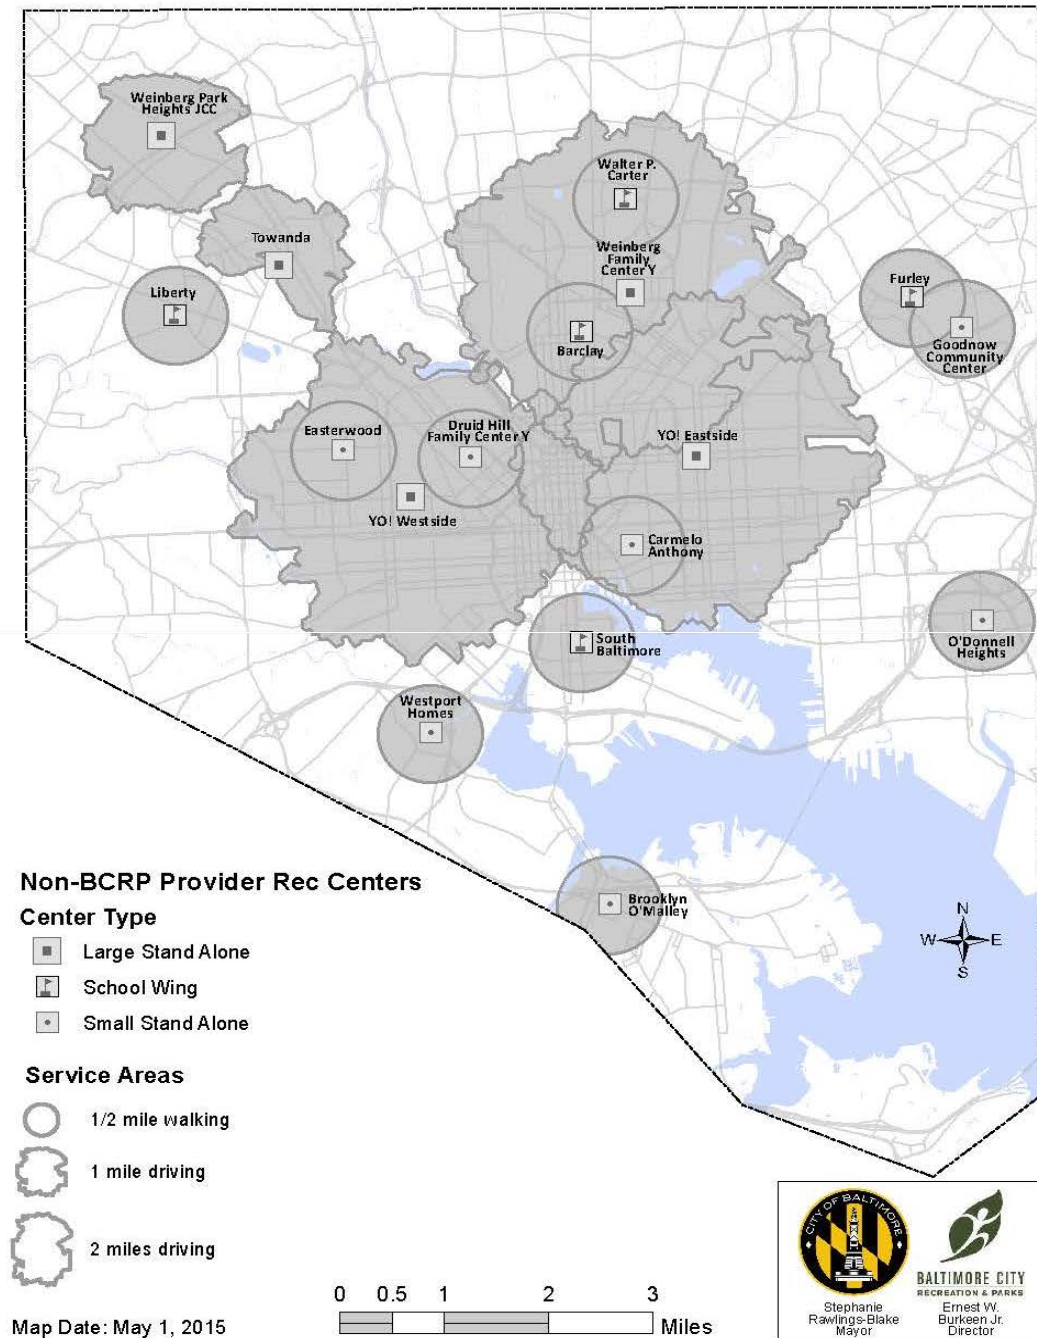 Weinberg Park
Heights JCC
Walter P.
Carter
Towanda
Weinberg
Family
Center Y
Liberty
Furley
Barclay
Goodnow
Community
Center
Easterwood
Druid Hill
Family Center Y
YO! Eastside
YO! Westside
Carmelo
Anthony
South
Baltimore
O'Donnell
Heights
Westport
Homes
Brooklyn
O'Malley
N
W E
S
Non-BCRP Provider Rec Centers
Center Type
Large Stand Alone
School Wing
Small Stand Alone
Service Areas
1/2 mile walking
1 mile driving
2 miles driving
Map Date: May 1, 2015
0 0.5 1 2 3
Miles
CITY OF BALTIMORE
BALTIMORE CITY
RECREATION & PARKS
Stephanie
Rawlings-Blake
Mayor
Ernest W.
Burkeen Jr.
Director